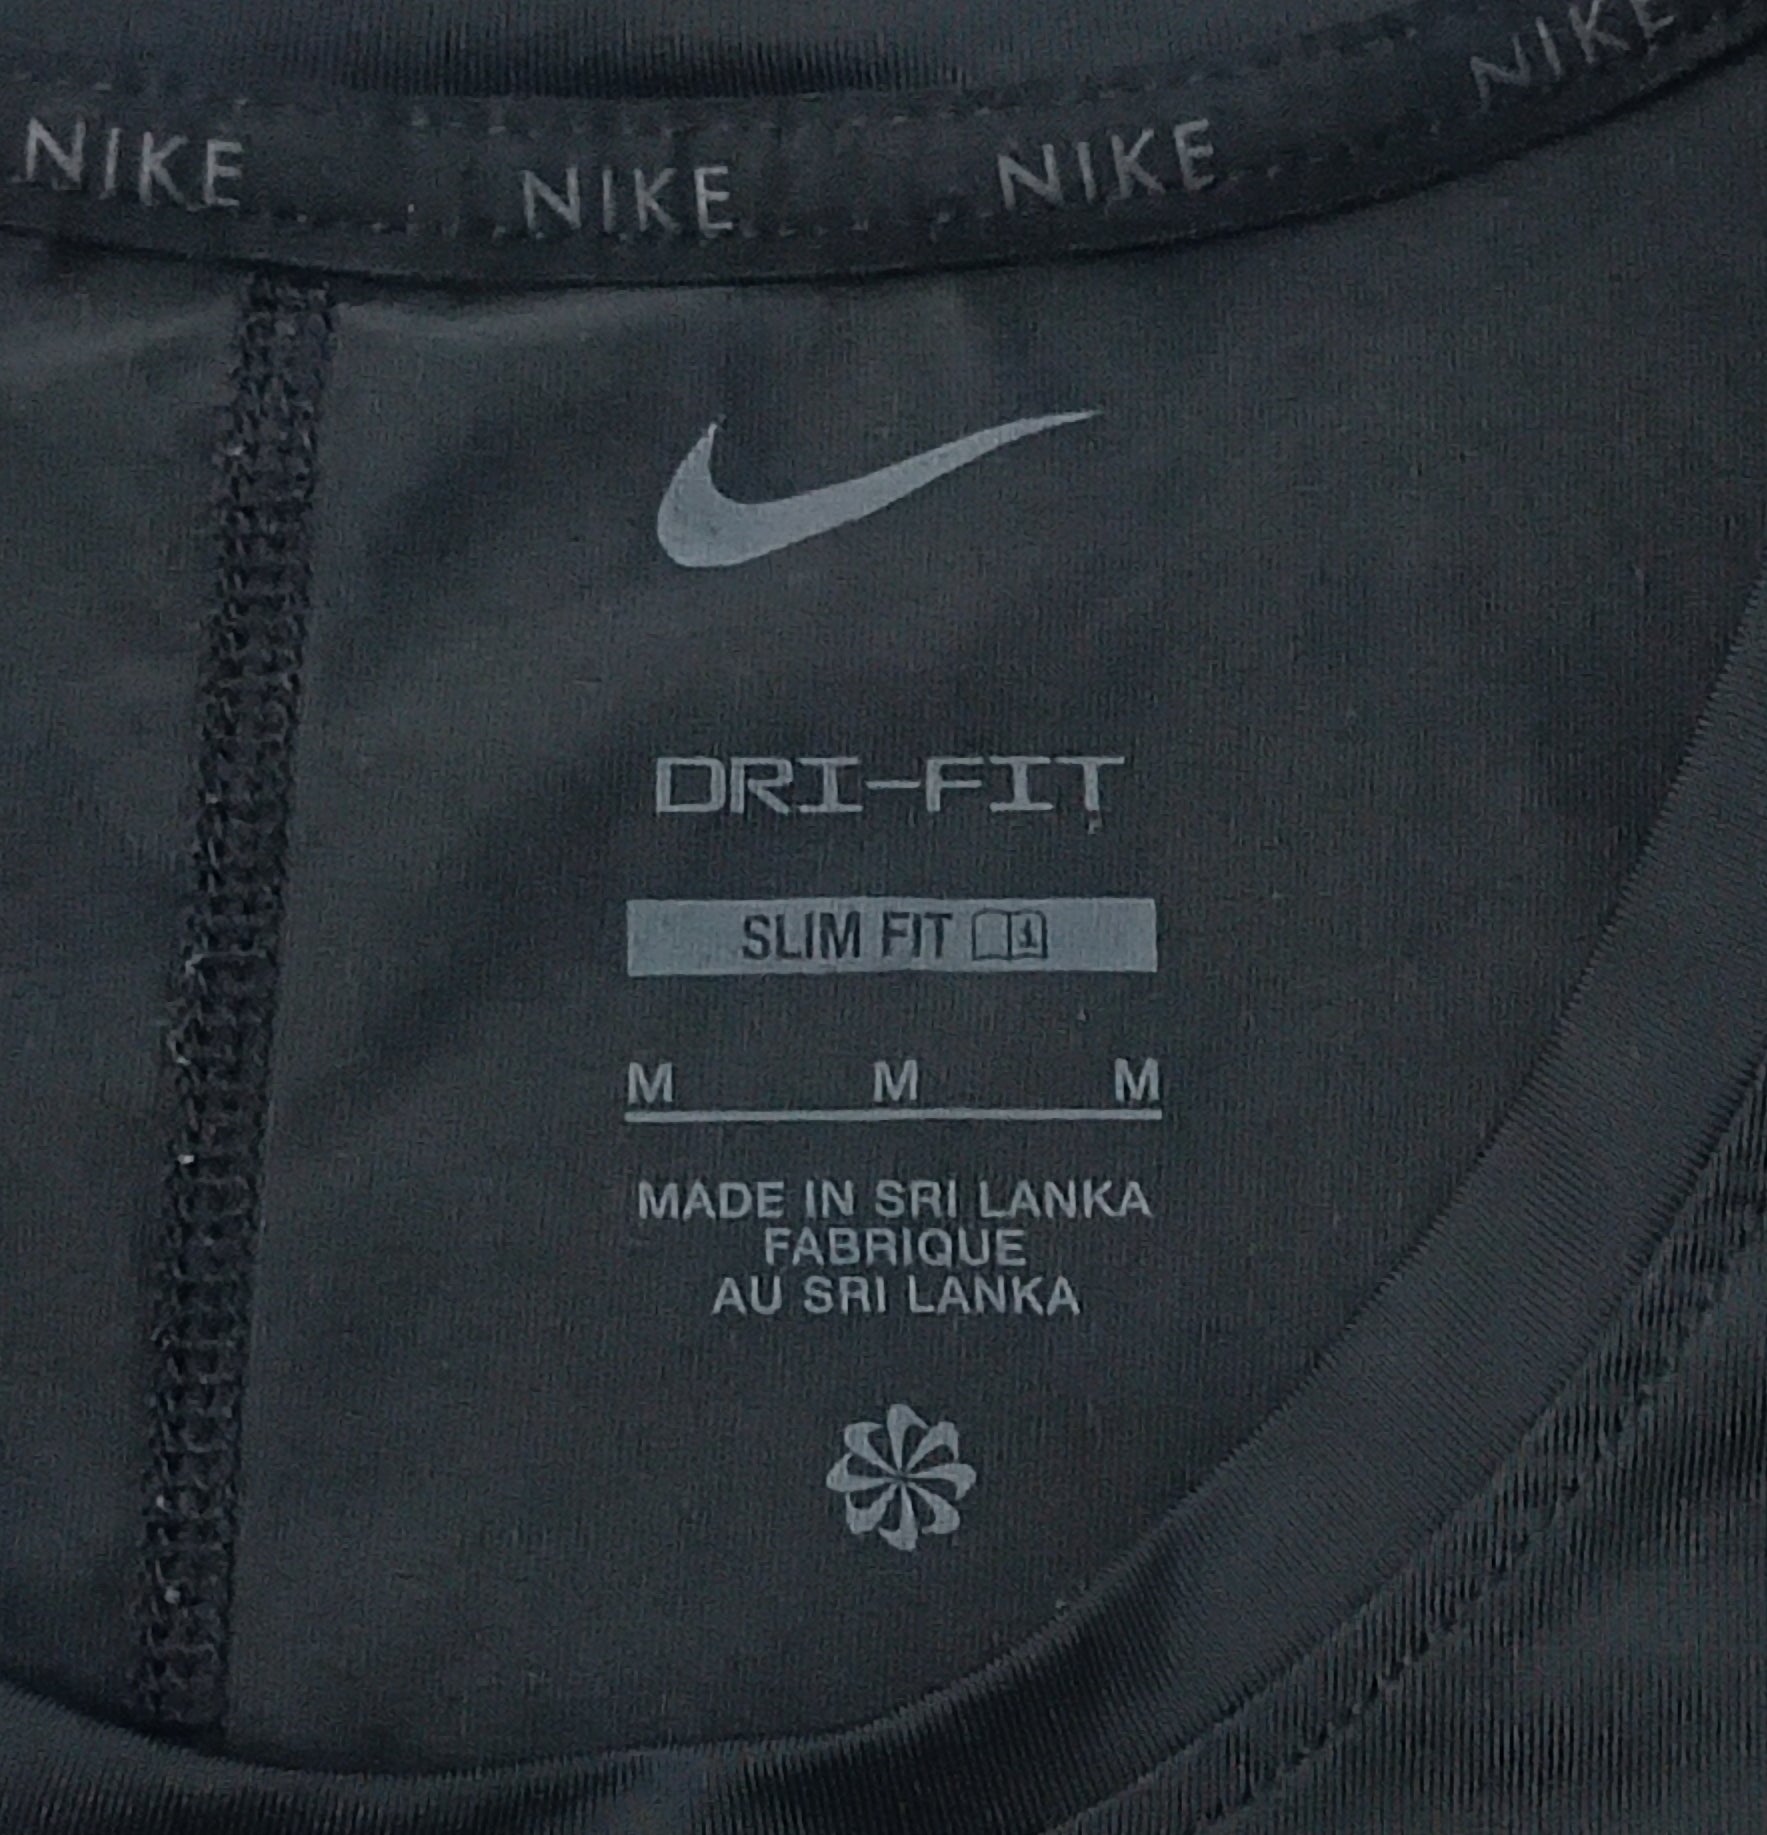 NIKE NIKE NIKE NIKE
DRI-FIT
SLIM FIT
M M M
MADE IN SRI LANKA
FABRIQUE
AU SRI LANKA